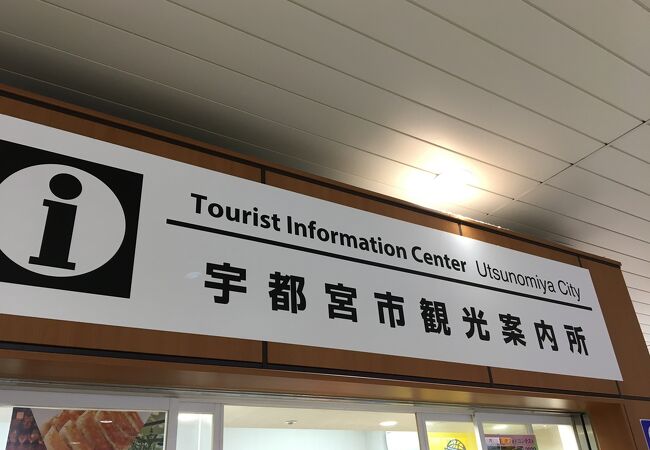 i
Tourist Information Center Utsunomiya City
宇都宮市観光案内所